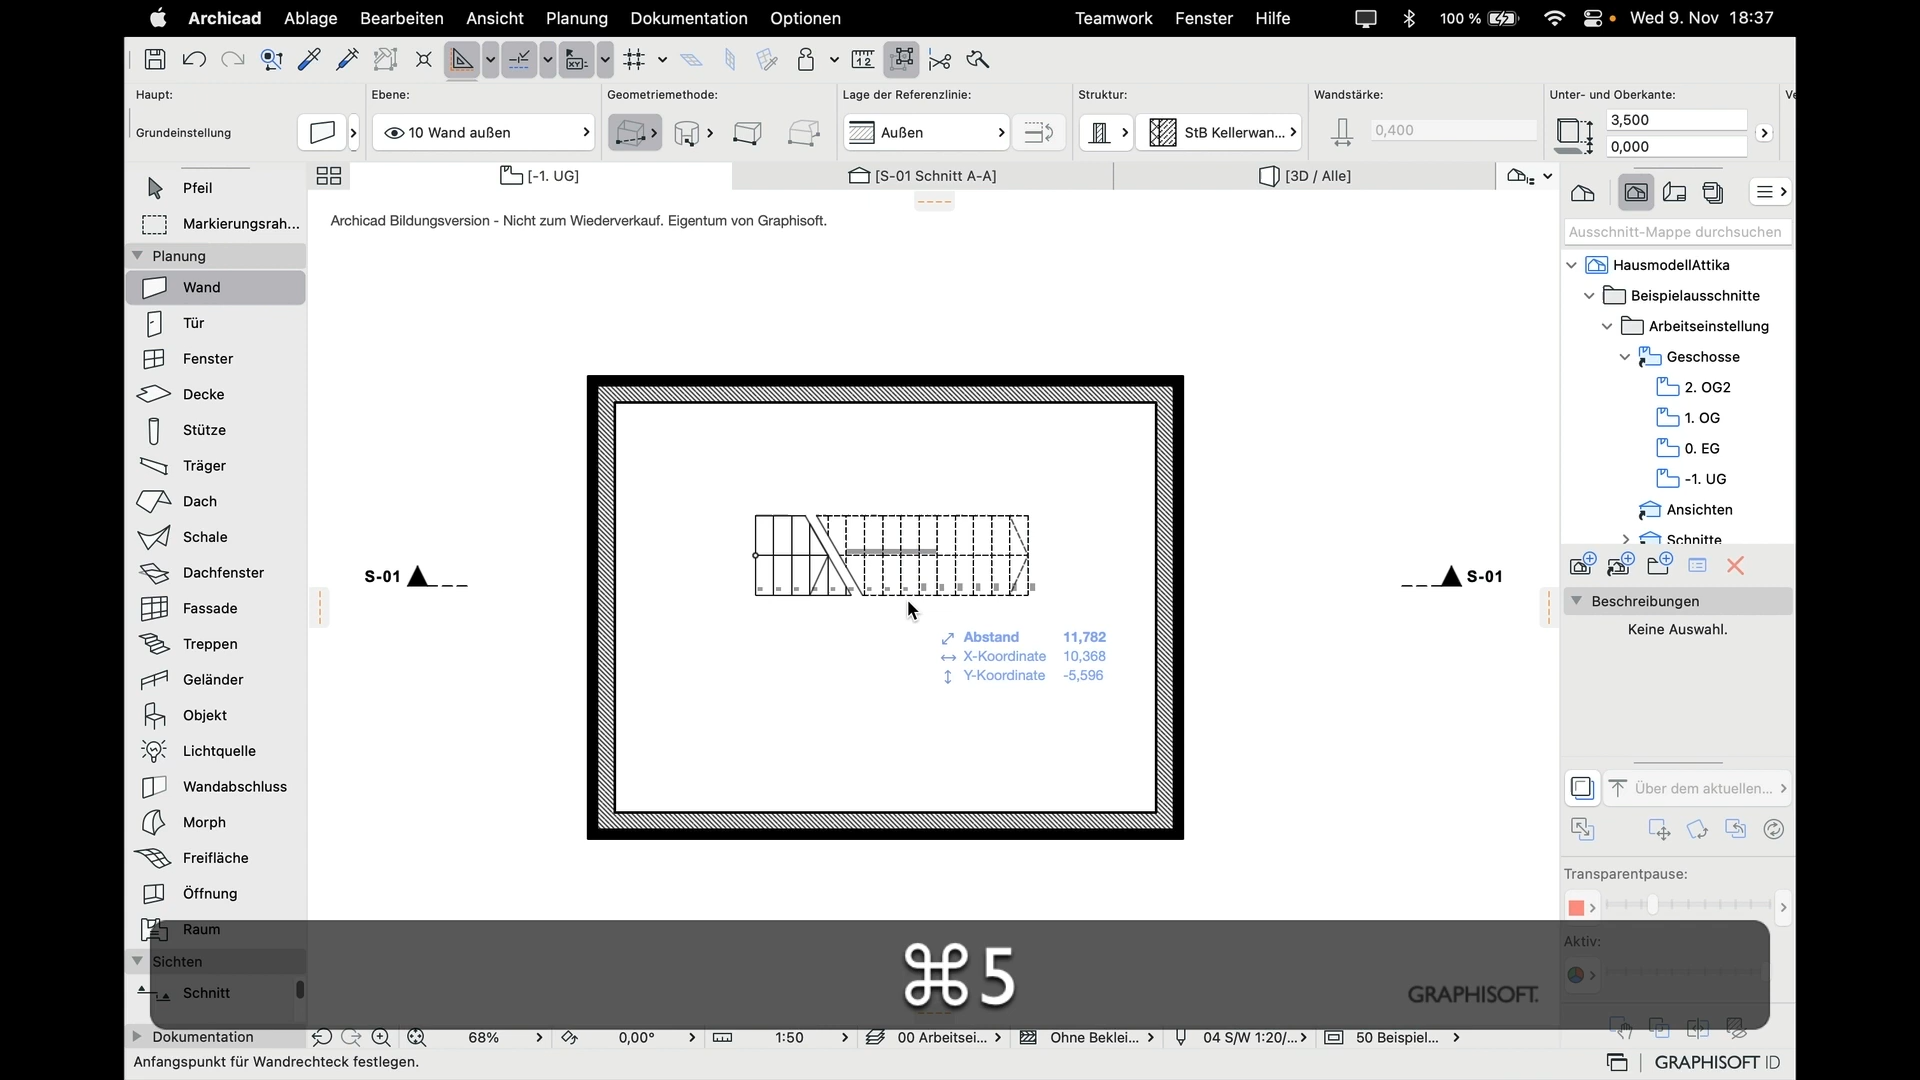 Archicad Ablage Bearbeiten Ansicht Planung Dokumentation Optionen Teamwork Fenster Hilfe 100 % Wed 9. Nov 18:37
Haupt:
Ebene:
Geometriemethode:
Lage der Referenzlinie:
Struktur:
Wandstärke:
Unter- und Oberkante:
Ve
Grundeinstellung
10 Wand außen
Außen
StB Kellerwan...
0,400
3,500
0,000
[-1. UG]
[S-01 Schnitt A-A]
[3D / Alle]
Pfeil
Markierungsrah...
Planung
Wand
Tür
Fenster
Decke
Stütze
Träger
Dach
Schale
Dachfenster
Fassade
Treppen
Geländer
Objekt
Lichtquelle
Wandabschluss
Morph
Freifläche
Öffnung
Raum
Sichten
Schnitt
Dokumentation
Archicad Bildungsversion - Nicht zum Wiederverkauf. Eigentum von Graphisoft.
S-01
S-01
Abstand 11,782
X-Koordinate 10,368
Y-Koordinate -5,596
Ausschnitt-Mappe durchsuchen
HausmodellAttika
Beispielausschnitte
Arbeitseinstellung
Geschosse
2. OG2
1. OG
0. EG
-1. UG
Ansichten
Schnitte
Beschreibungen
Keine Auswahl.
Über dem aktuellen...
Transparentpause:
Aktiv:
⌘5
GRAPHISOFT.
68% 0,00° 1:50 00 Arbeitsei... Ohne Beklei... 04 S/W 1:20/... 50 Beispiel...
Anfangspunkt für Wandrechteck festlegen.
GRAPHISOFT ID